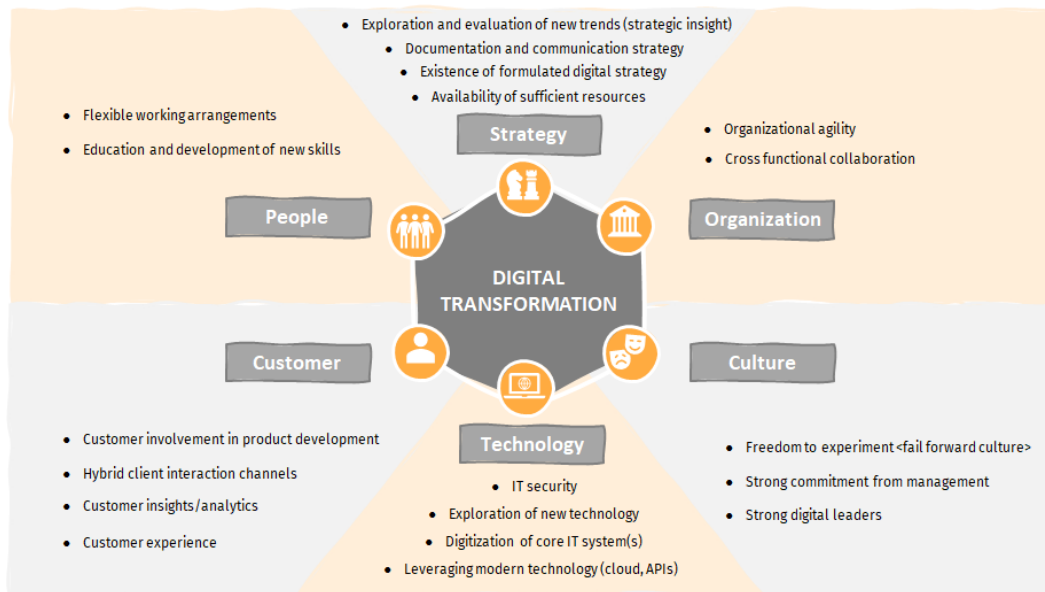 ● Exploration and evaluation of new trends (strategic insight)
● Documentation and communication strategy
● Existence of formulated digital strategy
● Availability of sufficient resources
Strategy
● Flexible working arrangements
● Education and development of new skills
People
● Organizational agility
● Cross functional collaboration
Organization
DIGITAL
TRANSFORMATION
Customer
● Customer involvement in product development
● Hybrid client interaction channels
● Customer insights/analytics
● Customer experience
Technology
● IT security
● Exploration of new technology
● Digitization of core IT system(s)
● Leveraging modern technology (cloud, APIs)
Culture
● Freedom to experiment <fail forward culture>
● Strong commitment from management
● Strong digital leaders